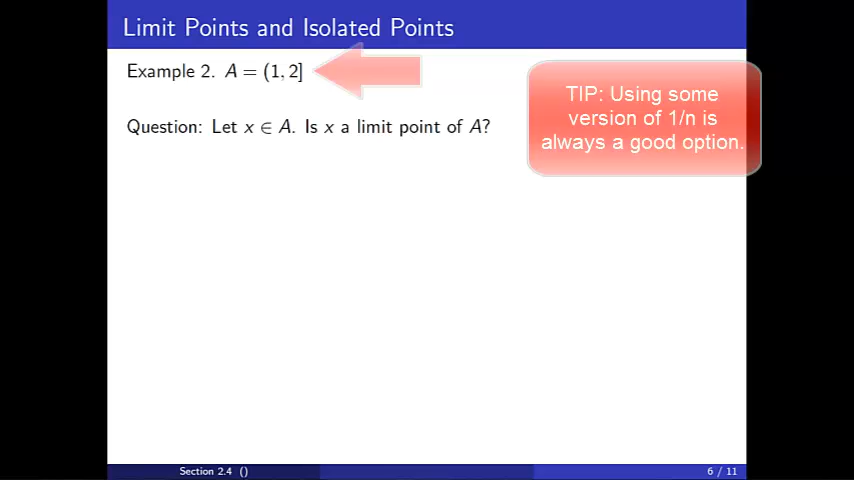 Limit Points and Isolated Points
Example 2. A = (1, 2]
Question: Let x ∈ A. Is x a limit point of A?
TIP: Using some
version of 1/n is
always a good option.
Section 2.4 ()
6 / 11